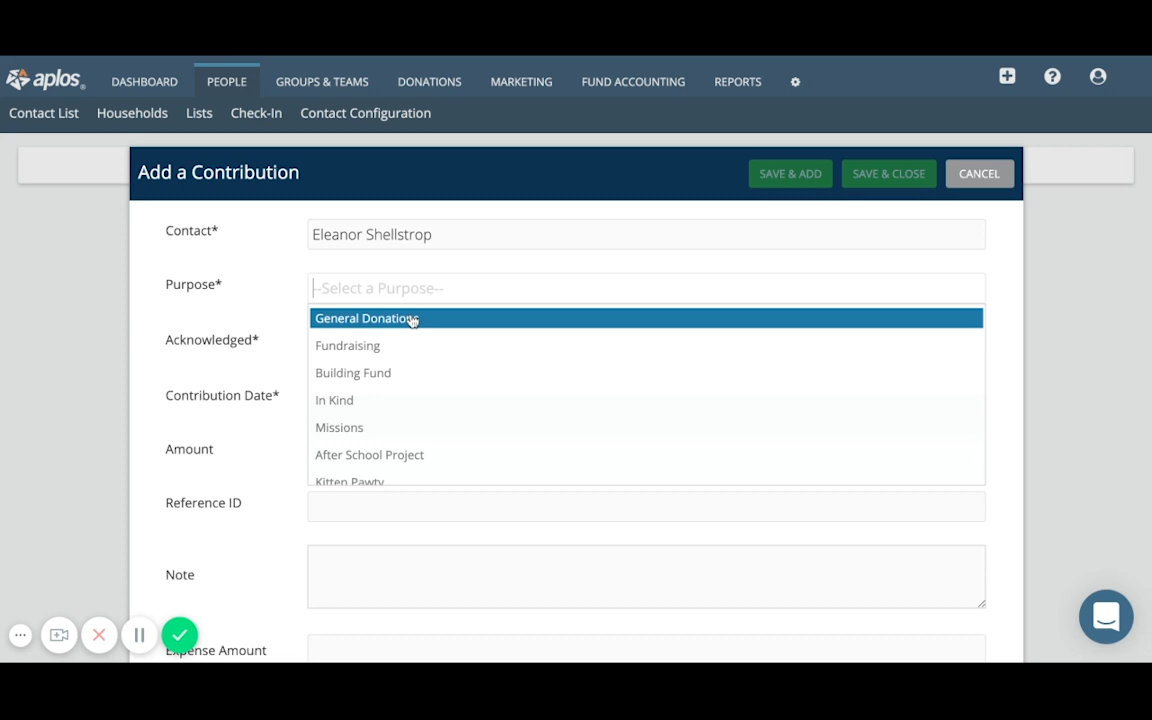 aplos
DASHBOARD PEOPLE GROUPS & TEAMS DONATIONS MARKETING FUND ACCOUNTING REPORTS
Contact List Households Lists Check-In Contact Configuration
Add a Contribution SAVE & ADD SAVE & CLOSE CANCEL
Contact* Eleanor Shellstrop
Purpose* --Select a Purpose--
General Donations
Acknowledged*
Fundraising
Building Fund
Contribution Date*
In Kind
Missions
Amount
After School Project
Kitten Pawty
Reference ID
Note
Expense Amount